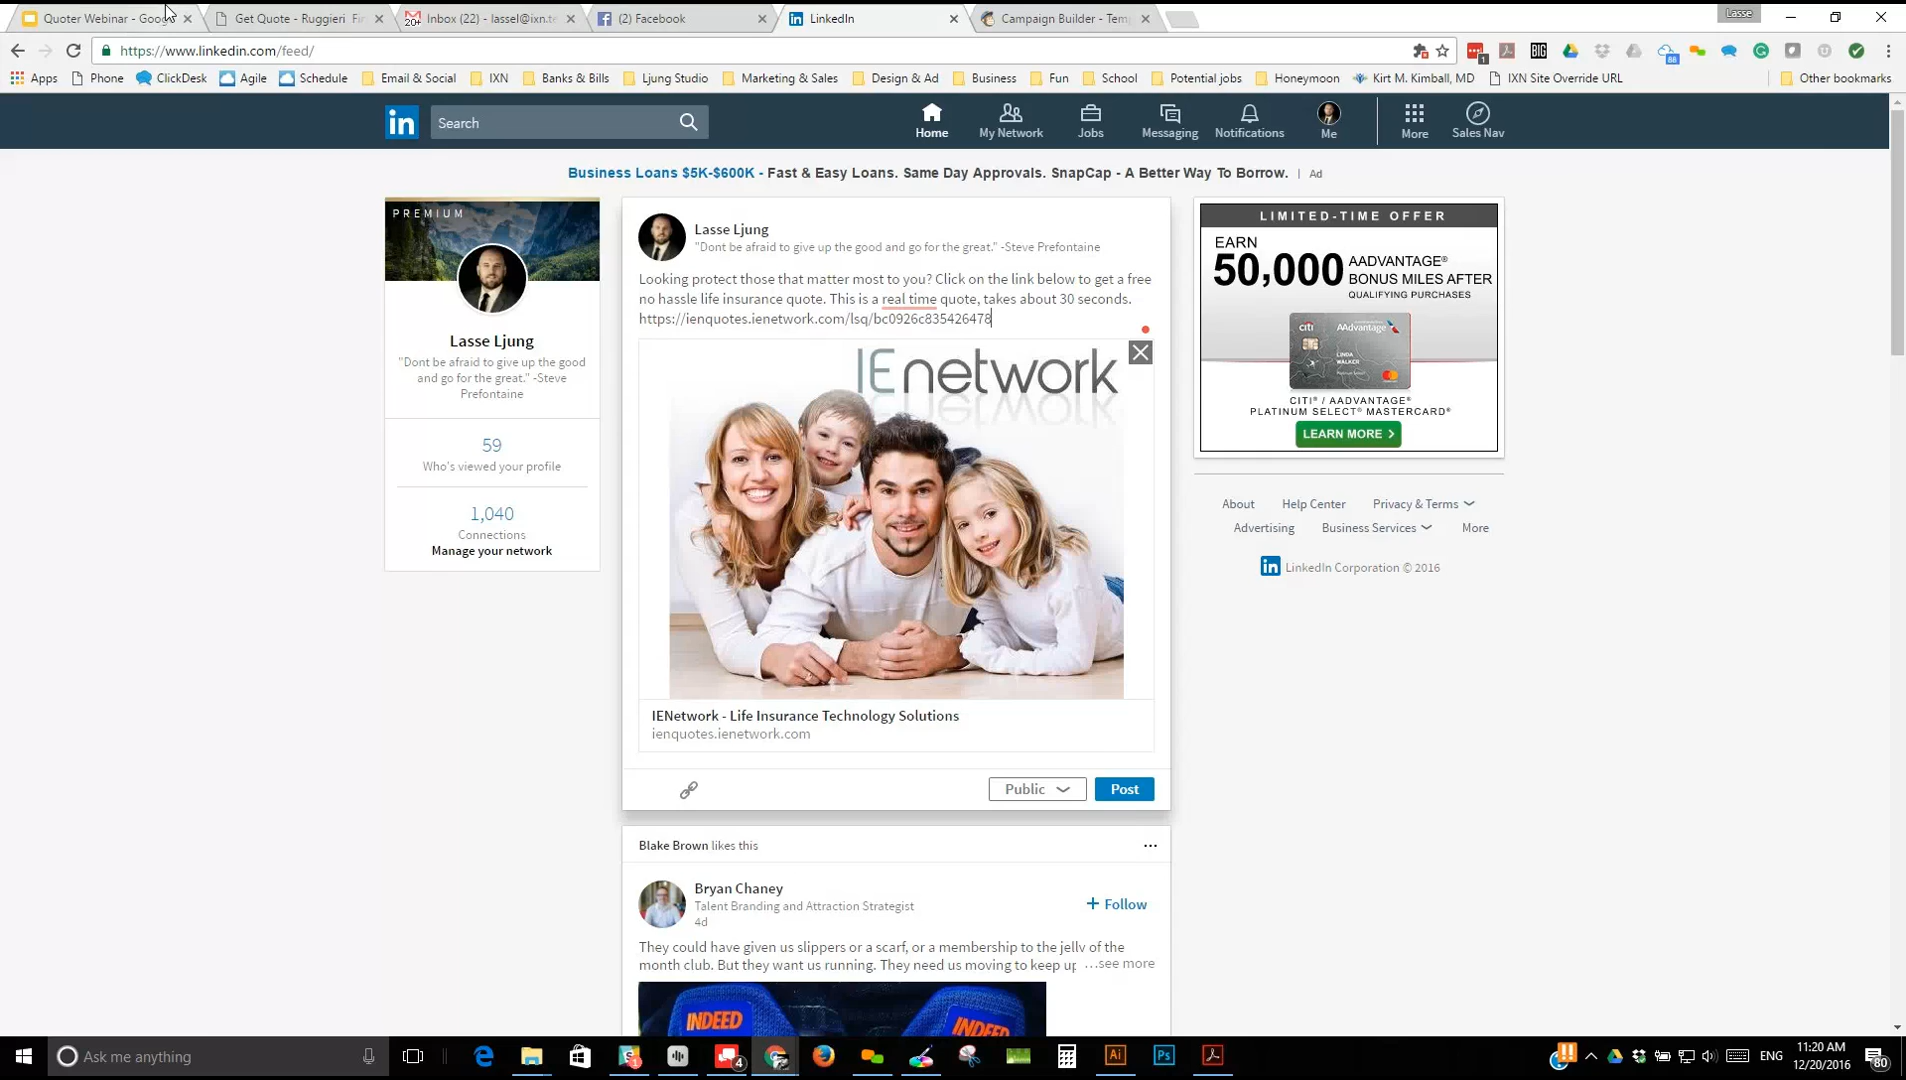 Quoter Webinar - Goog
Get Quote - Ruggieri Fin
Inbox (22) - lassel@ixn.te
(2) Facebook
LinkedIn
Campaign Builder - Temp
Lasse
https://www.linkedin.com/feed/
Apps
Phone
ClickDesk
Agile
Schedule
Email & Social
IXN
Banks & Bills
Ljung Studio
Marketing & Sales
Design & Ad
Business
Fun
School
Potential jobs
Honeymoon
Kirt M. Kimball, MD
IXN Site Override URL
Other bookmarks
in
Search
Home
My Network
Jobs
Messaging
Notifications
Me
More
Sales Nav
Business Loans $5K-$600K - Fast & Easy Loans. Same Day Approvals. SnapCap - A Better Way To Borrow. | Ad
PREMIUM
Lasse Ljung
"Dont be afraid to give up the good
and go for the great." -Steve
Prefontaine
59
Who's viewed your profile
1,040
Connections
Manage your network
Lasse Ljung
"Dont be afraid to give up the good and go for the great." -Steve Prefontaine
Looking protect those that matter most to you? Click on the link below to get a free
no hassle life insurance quote. This is a real time quote, takes about 30 seconds.
https://ienquotes.ienetwork.com/lsq/bc0926c835426478
IEnetwork
IENetwork - Life Insurance Technology Solutions
ienquotes.ienetwork.com
Public
Post
Blake Brown likes this
Bryan Chaney
Talent Branding and Attraction Strategist
4d
+ Follow
They could have given us slippers or a scarf, or a membership to the jelly of the
month club. But they want us running. They need us moving to keep up
...see more
INDEED
INDEED
LIMITED-TIME OFFER
EARN
50,000 AADVANTAGE®
BONUS MILES AFTER
QUALIFYING PURCHASES
citi
AAdvantage
LINDA
WALKER
CITI® / AADVANTAGE®
PLATINUM SELECT® MASTERCARD®
LEARN MORE >
About
Help Center
Privacy & Terms
Advertising
Business Services
More
in LinkedIn Corporation © 2016
Ask me anything
ENG
11:20 AM
12/20/2016
80